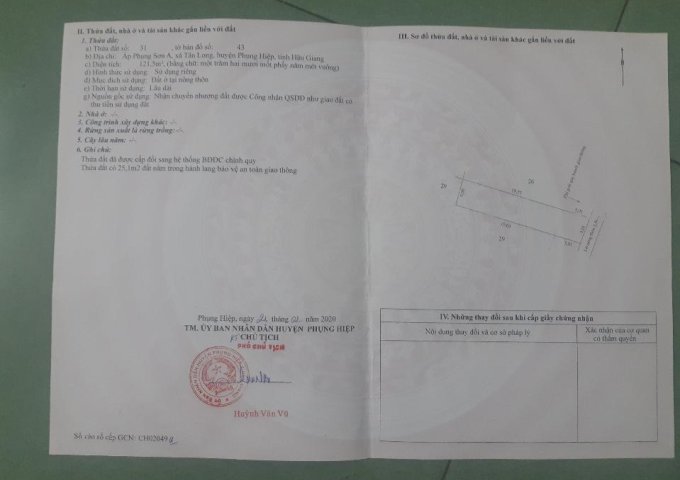 II. Thửa đất, nhà ở và tài sản khác gắn liền với đất
1. Thửa đất:
a) Thửa đất số: 31 , tờ bản đồ số: 43
b) Địa chỉ: Ấp Phụng Sơn A, xã Tân Long, huyện Phụng Hiệp, tỉnh Hậu Giang
c) Diện tích: 121,5m², (bằng chữ: một trăm hai mươi mốt phẩy năm mét vuông)
d) Hình thức sử dụng: Sử dụng riêng
đ) Mục đích sử dụng: Đất ở tại nông thôn
e) Thời hạn sử dụng: Lâu dài
g) Nguồn gốc sử dụng: Nhận chuyển nhượng đất được Công nhận QSDĐ như giao đất có
thu tiền sử dụng đất
2. Nhà ở: -/-
3. Công trình xây dựng khác: -/-
4. Rừng sản xuất là rừng trồng: -/-
5. Cây lâu năm: -/-
6. Ghi chú:
Thửa đất đã được cấp đổi sang hệ thống BĐĐC chính quy
Thửa đất có 25,1m2 đất nằm trong hành lang bảo vệ an toàn giao thông
Phụng Hiệp, ngày tháng năm 2020
TM. ỦY BAN NHÂN DÂN HUYỆN PHỤNG HIỆP
KT CHỦ TỊCH
PHÓ CHỦ TỊCH
Huỳnh Văn Vũ
Số vào sổ cấp GCN: CH02049
III. Sơ đồ thửa đất, nhà ở và tài sản khác gắn liền với đất
26
29
29
IV. Những thay đổi sau khi cấp giấy chứng nhận
Nội dung thay đổi và cơ sở pháp lý
Xác nhận của cơ quan
có thẩm quyền